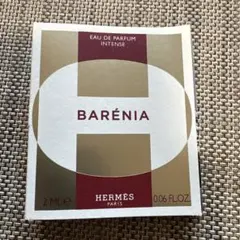 EAU DE PARFUM
INTENSE
BARÉNIA
2 ML e 0.06 FL.OZ.
HERMÈS
PARIS